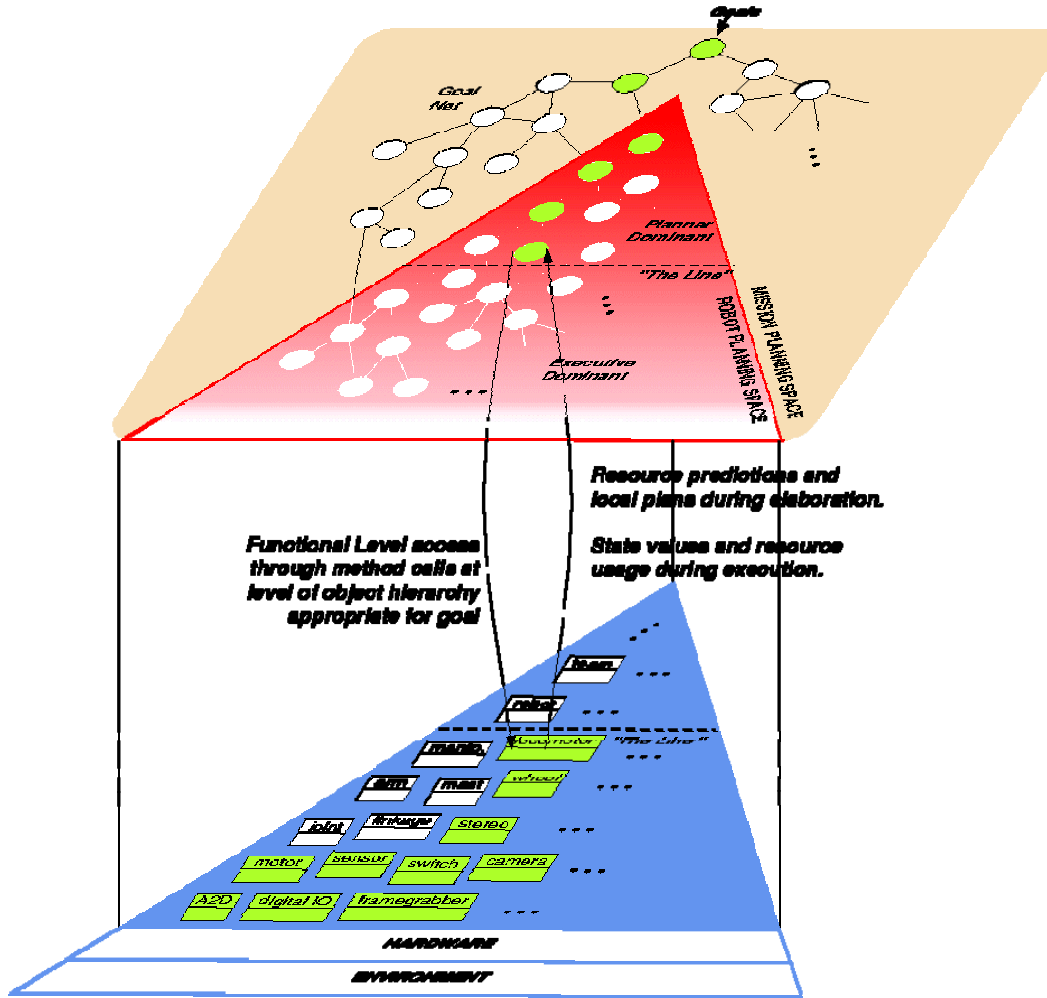 Goals
Goal
Net
Plannar
Dominant
"The Line"
MISSION PLANNING SPACE
ROBOT PLANNING SPACE
Executive
Dominant
Resource predictions and
local plans during elaboration.
State values and resource
usage during execution.
Functional Level access
through method calls at
level of object hierarchy
appropriate for goal
team
robot
manip.
locomotor
"The Line"
arm
mast
wheel
joint
stereo
motor
sensor
switch
camera
A2D
digital IO
framegrabber
HARDWARE
ENVIRONMENT